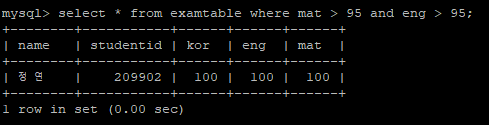 mysql> select * from examtable where mat > 95 and eng > 95;
+--------+-----------+------+------+------+
| name   | studentid | kor  | eng  | mat  |
+--------+-----------+------+------+------+
| 정연   |    209902 |  100 |  100 |  100 |
+--------+-----------+------+------+------+
1 row in set (0.00 sec)